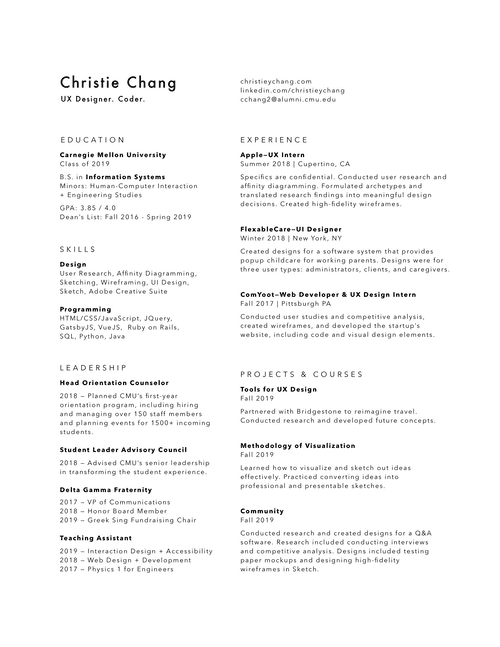 Christie Chang
UX Designer. Coder.
christieychang.com
linkedin.com/christieychang
cchang2@alumni.cmu.edu
EDUCATION
Carnegie Mellon University
Class of 2019
B.S. in Information Systems
Minors: Human-Computer Interaction
+ Engineering Studies
GPA: 3.85 / 4.0
Dean's List: Fall 2016 - Spring 2019
SKILLS
Design
User Research, Affinity Diagramming,
Sketching, Wireframing, UI Design,
Sketch, Adobe Creative Suite
Programming
HTML/CSS/JavaScript, JQuery,
GatsbyJS, VueJS, Ruby on Rails,
SQL, Python, Java
LEADERSHIP
Head Orientation Counselor
2018 – Planned CMU's first-year
orientation program, including hiring
and managing over 150 staff members
and planning events for 1500+ incoming
students.
Student Leader Advisory Council
2018 – Advised CMU's senior leadership
in transforming the student experience.
Delta Gamma Fraternity
2017 – VP of Communications
2018 – Honor Board Member
2019 – Greek Sing Fundraising Chair
Teaching Assistant
2019 – Interaction Design + Accessibility
2018 – Web Design + Development
2017 – Physics 1 for Engineers
EXPERIENCE
Apple–UX Intern
Summer 2018 | Cupertino, CA
Specifics are confidential. Conducted user research and
affinity diagramming. Formulated archetypes and
translated research findings into meaningful design
decisions. Created high-fidelity wireframes.
FlexableCare–UI Designer
Winter 2018 | New York, NY
Created designs for a software system that provides
popup childcare for working parents. Designs were for
three user types: administrators, clients, and caregivers.
ComYoot–Web Developer & UX Design Intern
Fall 2017 | Pittsburgh PA
Conducted user studies and competitive analysis,
created wireframes, and developed the startup's
website, including code and visual design elements.
PROJECTS & COURSES
Tools for UX Design
Fall 2019
Partnered with Bridgestone to reimagine travel.
Conducted research and developed future concepts.
Methodology of Visualization
Fall 2019
Learned how to visualize and sketch out ideas
effectively. Practiced converting ideas into
professional and presentable sketches.
Community
Fall 2019
Conducted research and created designs for a Q&A
software. Research included conducting interviews
and competitive analysis. Designs included testing
paper mockups and designing high-fidelity
wireframes in Sketch.